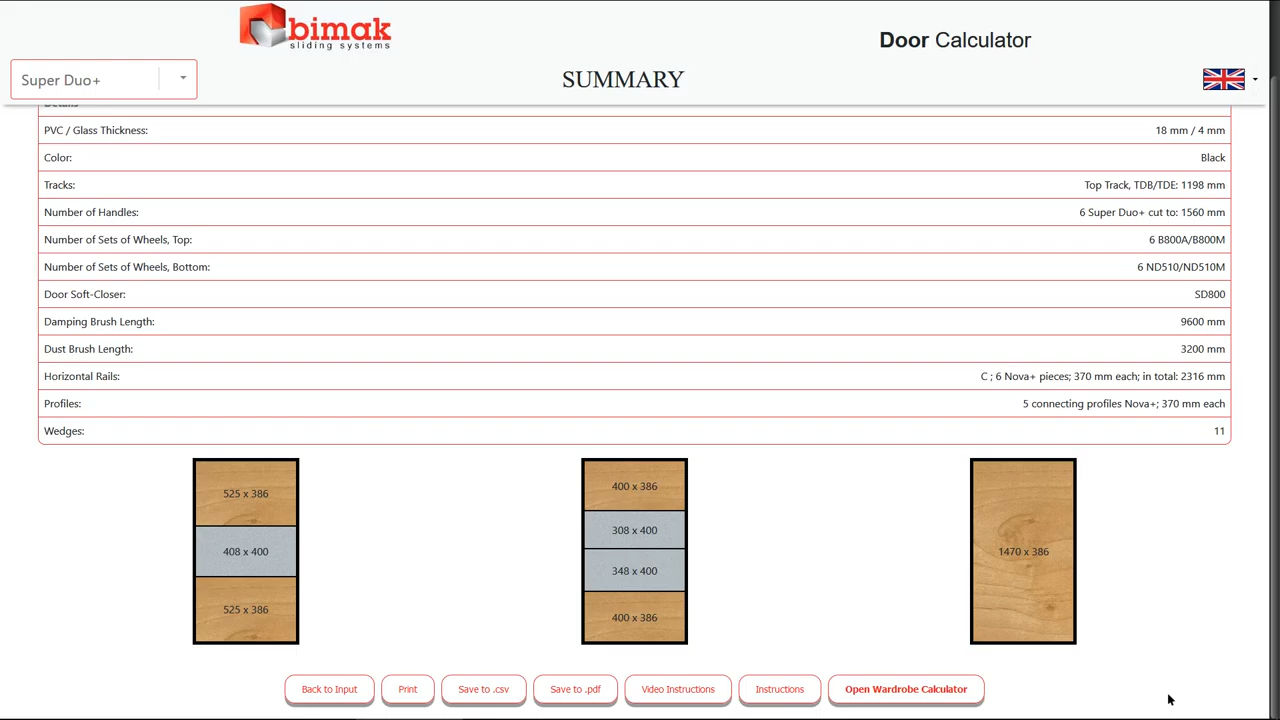 bimak
sliding systems
Door Calculator
Super Duo+
SUMMARY
Details
PVC / Glass Thickness: 18 mm / 4 mm
Color: Black
Tracks: Top Track, TDB/TDE: 1198 mm
Number of Handles: 6 Super Duo+ cut to: 1560 mm
Number of Sets of Wheels, Top: 6 B800A/B800M
Number of Sets of Wheels, Bottom: 6 ND510/ND510M
Door Soft-Closer: SD800
Damping Brush Length: 9600 mm
Dust Brush Length: 3200 mm
Horizontal Rails: C ; 6 Nova+ pieces; 370 mm each; in total: 2316 mm
Profiles: 5 connecting profiles Nova+; 370 mm each
Wedges: 11
525 x 386
408 x 400
525 x 386
400 x 386
308 x 400
348 x 400
400 x 386
1470 x 386
Back to Input
Print
Save to .csv
Save to .pdf
Video Instructions
Instructions
Open Wardrobe Calculator